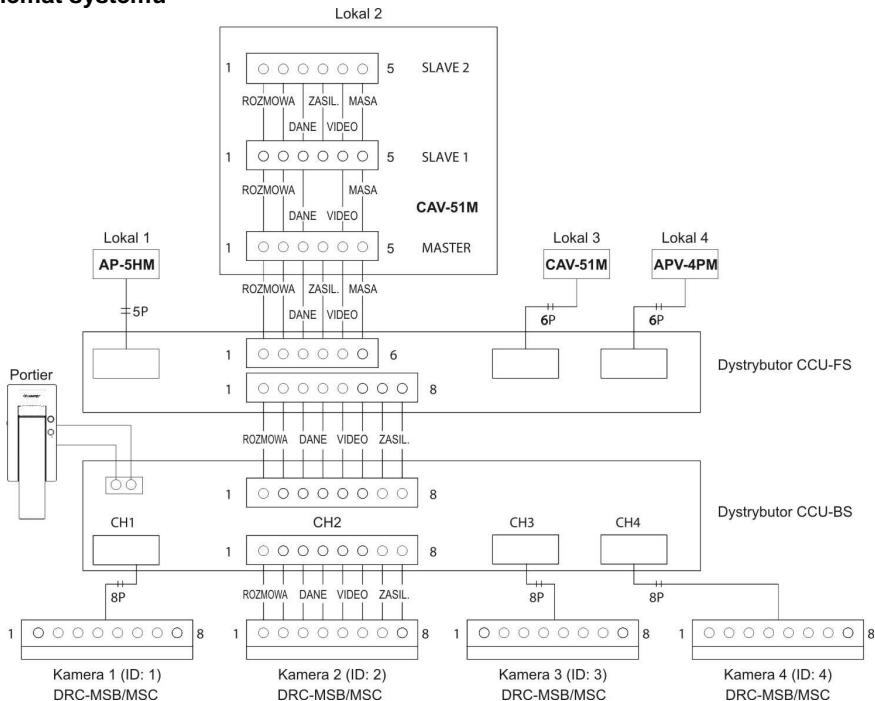 schemat systemu
Lokal 2
1 5 SLAVE 2
ROZMOWA ZASIL. MASA
DANE VIDEO
1 5 SLAVE 1
ROZMOWA MASA
DANE VIDEO
CAV-51M
1 5 MASTER
Lokal 1
AP-5HM
Lokal 3
CAV-51M
Lokal 4
APV-4PM
ROZMOWA ZASIL. MASA
DANE VIDEO
5P
6P
6P
1 6
Dystrybutor CCU-FS
1 8
Portier
ROZMOWA DANE VIDEO ZASIL.
1 8
Dystrybutor CCU-BS
CH1
CH2
CH3
CH4
1 8
8P
ROZMOWA DANE VIDEO ZASIL.
8P
8P
1 8
1 8
1 8
1 8
Kamera 1 (ID: 1)
DRC-MSB/MSC
Kamera 2 (ID: 2)
DRC-MSB/MSC
Kamera 3 (ID: 3)
DRC-MSB/MSC
Kamera 4 (ID: 4)
DRC-MSB/MSC